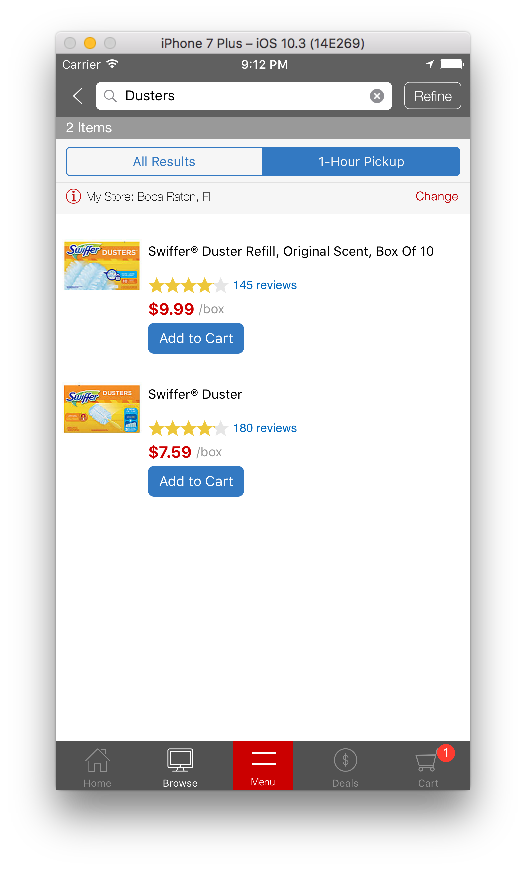 iPhone 7 Plus – iOS 10.3 (14E269)
Carrier 9:12 PM
Dusters
Refine
2 Items
All Results 1-Hour Pickup
My Store: Boca Raton, Fl
Change
Swiffer DUSTERS
Swiffer® Duster Refill, Original Scent, Box Of 10
145 reviews
$9.99 /box
Add to Cart
Swiffer DUSTERS
Swiffer® Duster
180 reviews
$7.59 /box
Add to Cart
1
Home Browse Menu Deals Cart